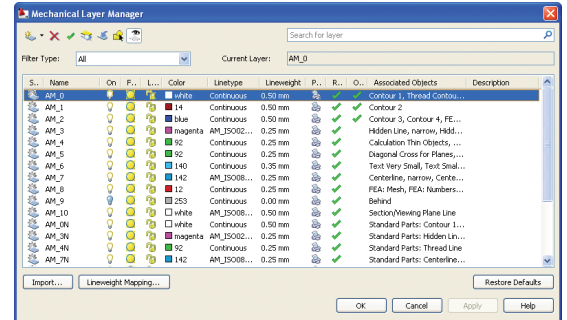 Mechanical Layer Manager
Search for layer
Filter Type: All Current Layer: AM_0
S.. Name On F.. L... Color Linetype Lineweight P.. R.. O.. Associated Objects Description
AM_0 white Continuous 0.50 mm Contour 1, Thread Contou...
AM_1 14 Continuous 0.50 mm Contour 2
AM_2 blue Continuous 0.50 mm Contour 3, Contour 4, FE...
AM_3 magenta AM_ISO02... 0.25 mm Hidden Line, narrow, Hidd...
AM_4 92 Continuous 0.25 mm Calculation Thin Objects, ...
AM_5 92 Continuous 0.25 mm Diagonal Cross for Planes,...
AM_6 140 Continuous 0.35 mm Text Very Small, Text Smal...
AM_7 142 AM_ISO08... 0.25 mm Centerline, narrow, Cente...
AM_8 12 Continuous 0.25 mm FEA: Mesh, FEA: Numbers...
AM_9 253 Continuous 0.00 mm Behind
AM_10 white AM_ISO08... 0.50 mm Section/Viewing Plane Line
AM_0N white Continuous 0.50 mm Standard Parts: Contour 1...
AM_3N magenta AM_ISO02... 0.25 mm Standard Parts: Hidden Lin...
AM_4N 92 Continuous 0.25 mm Standard Parts: Thread Line
AM_7N 142 AM_ISO08... 0.25 mm Standard Parts: Centerline...
Import... Lineweight Mapping... Restore Defaults
OK Cancel Apply Help